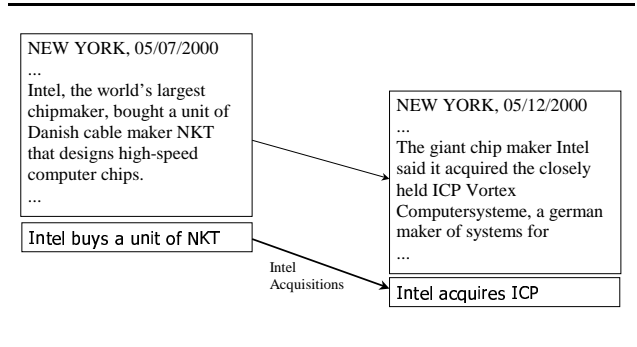 NEW YORK, 05/07/2000
...
Intel, the world's largest
chipmaker, bought a unit of
Danish cable maker NKT
that designs high-speed
computer chips.
...
Intel buys a unit of NKT
Intel
Acquisitions
NEW YORK, 05/12/2000
...
The giant chip maker Intel
said it acquired the closely
held ICP Vortex
Computersysteme, a german
maker of systems for
...
Intel acquires ICP